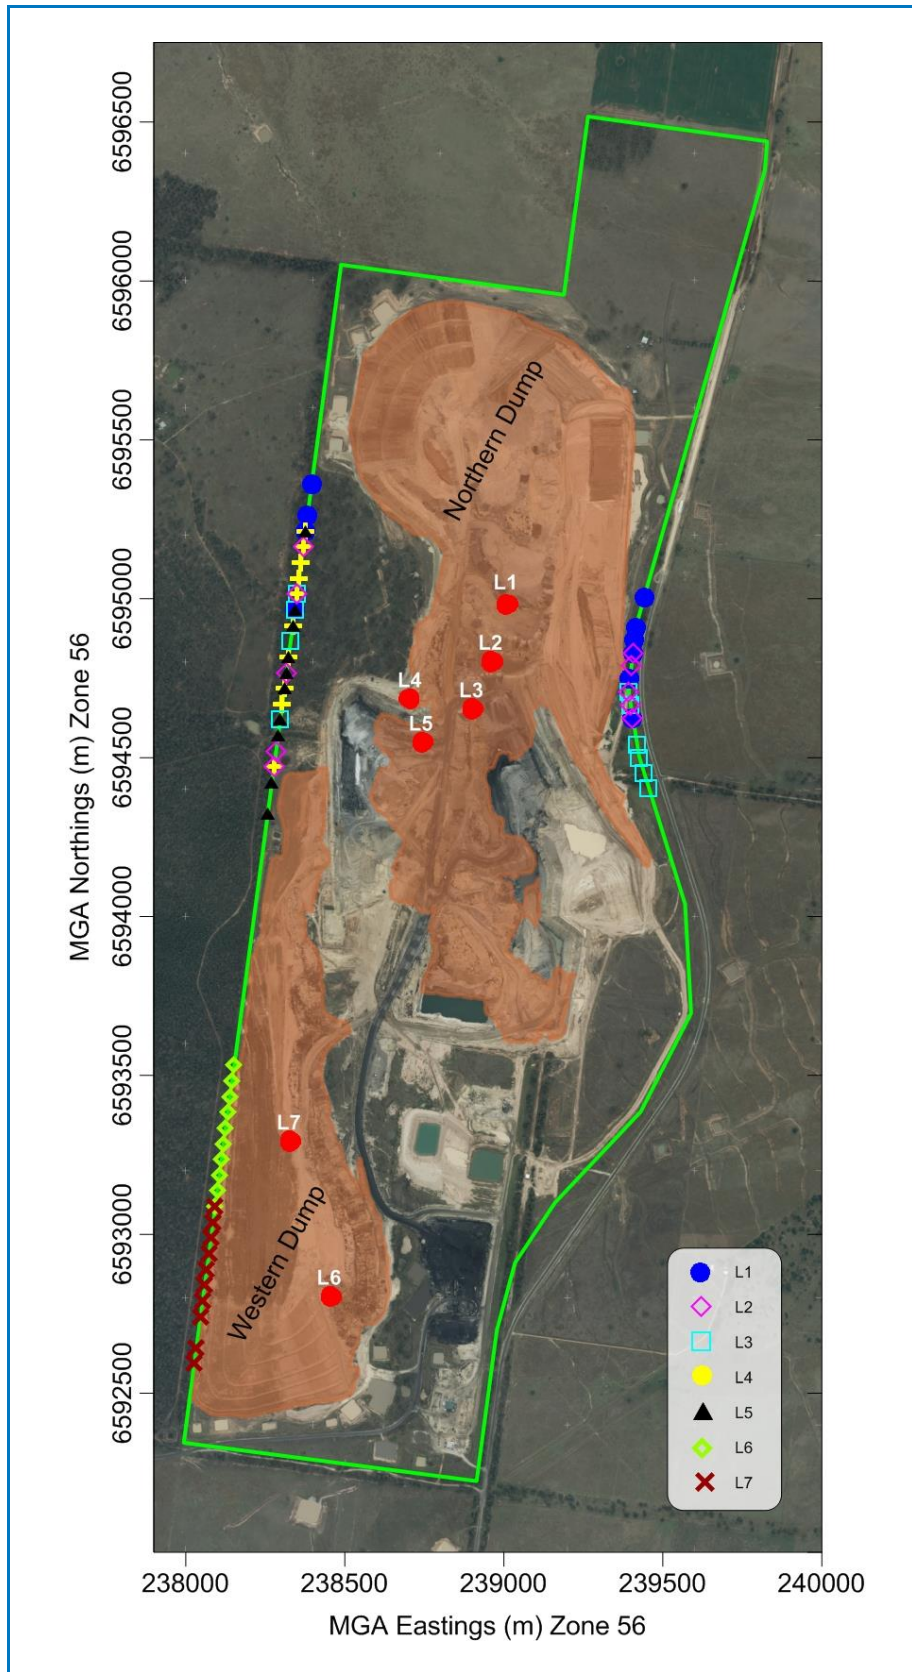 MGA Northings (m) Zone 56
6596500
6596000
6595500
6595000
6594500
6594000
6593500
6593000
6592500
Northern Dump
L1
L2
L4
L3
L5
L7
Western Dump
L6
L1
L2
L3
L4
L5
L6
L7
238000 238500 239000 239500 240000
MGA Eastings (m) Zone 56